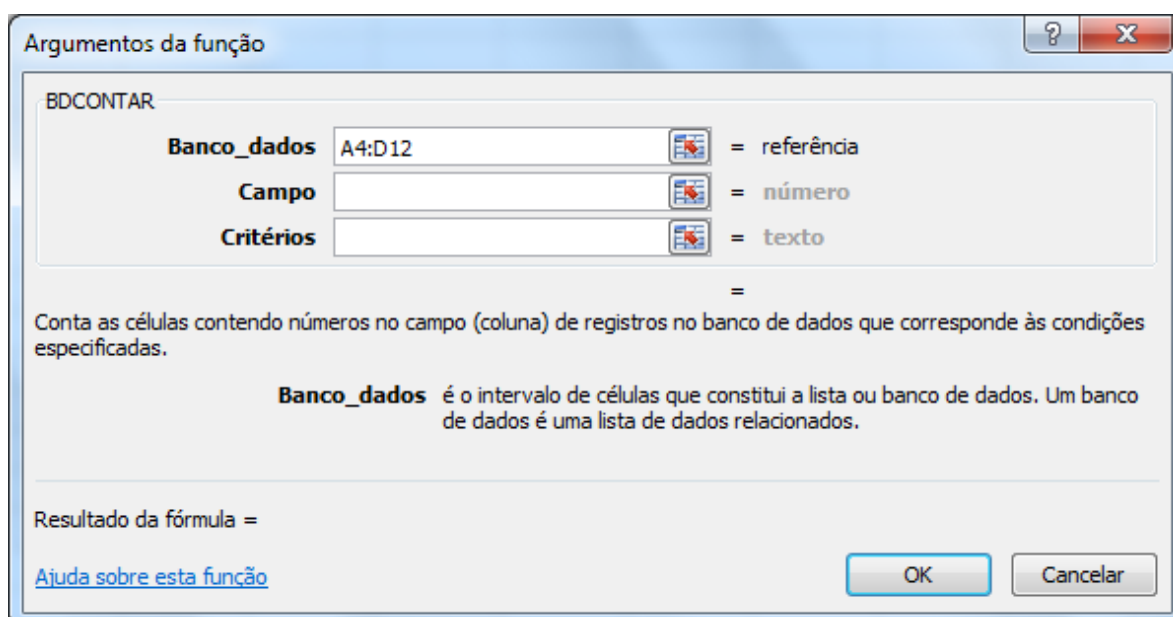 Argumentos da função
BDCONTAR
Banco_dados A4:D12 = referência
Campo = número
Critérios = texto
=
Conta as células contendo números no campo (coluna) de registros no banco de dados que corresponde às condições
especificadas.
Banco_dados é o intervalo de células que constitui a lista ou banco de dados. Um banco
de dados é uma lista de dados relacionados.
Resultado da fórmula =
Ajuda sobre esta função OK Cancelar